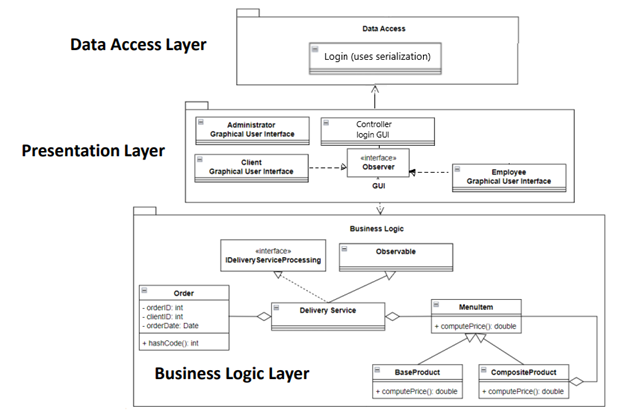 Data Access Layer
Data Access
Login (uses serialization)
Presentation Layer
Administrator
Graphical User Interface
Controller
login GUI
Client
Graphical User Interface
«interface»
Observer
GUI
Employee
Graphical User Interface
Business Logic
«interface»
IDeliveryServiceProcessing
Observable
Order
- orderID: int
- clientID: int
- orderDate: Date
+ hashCode(): int
Delivery Service
MenuItem
+ computePrice(): double
BaseProduct
+ computePrice(): double
CompositeProduct
+ computePrice(): double
Business Logic Layer